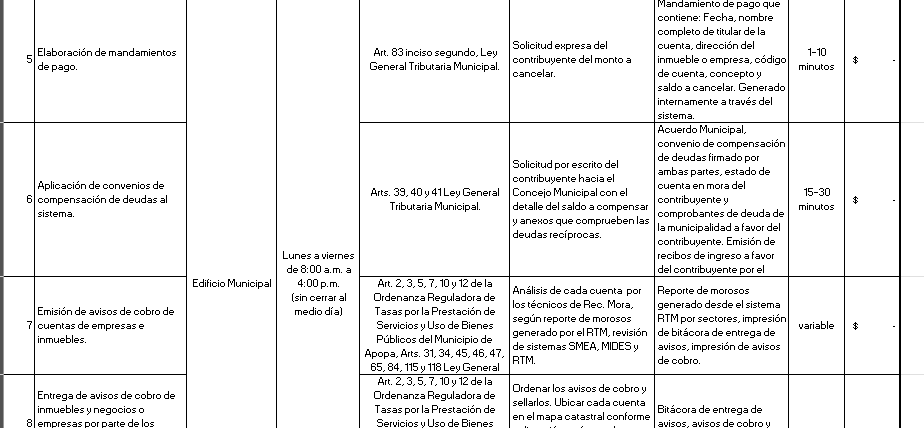 5
Elaboración de mandamientos
de pago.
Art. 83 inciso segundo, Ley
General Tributaria Municipal.
Solicitud expresa del
contribuyente del monto a
cancelar.
Mandamiento de pago que
contiene: Fecha, nombre
completo de titular de la
cuenta, dirección del
inmueble o empresa, código
de cuenta, concepto y
saldo a cancelar. Generado
internamente a través del
sistema.
1-10
minutos
$ -
6
Aplicación de convenios de
compensación de deudas al
sistema.
Arts. 39, 40 y 41 Ley General
Tributaria Municipal.
Solicitud por escrito del
contribuyente hacia el
Concejo Municipal con el
detalle del saldo a compensar
y anexos que comprueben las
deudas recíprocas.
Acuerdo Municipal,
convenio de compensación
de deudas firmado por
ambas partes, estado de
cuenta en mora del
contribuyente y
comprobantes de deuda de
la municipalidad a favor del
contribuyente. Emisión de
recibos de ingreso a favor
del contribuyente por el
15-30
minutos
$ -
Edificio Municipal
Lunes a viernes
de 8:00 a.m. a
4:00 p.m.
(sin cerrar al
medio día)
7
Emisión de avisos de cobro de
cuentas de empresas e
inmuebles.
Art. 2, 3, 5, 7, 10 y 12 de la
Ordenanza Reguladora de
Tasas por la Prestación de
Servicios y Uso de Bienes
Públicos del Municipio de
Apopa, Arts. 31, 34, 45, 46, 47,
65, 84, 115 y 118 Ley General
Análisis de cada cuenta por
los técnicos de Rec. Mora,
según reporte de morosos
generado por el RTM, revisión
de sistemas SMEA, MIDES y
RTM.
Reporte de morosos
generado desde el sistema
RTM por sectores, impresión
de bitácora de entrega de
avisos, impresión de avisos
de cobro.
variable
$ -
8
Entrega de avisos de cobro de
inmuebles y negocios o
empresas por parte de los
Art. 2, 3, 5, 7, 10 y 12 de la
Ordenanza Reguladora de
Tasas por la Prestación de
Servicios y Uso de Bienes
Ordenar los avisos de cobro y
sellarlos. Ubicar cada cuenta
en el mapa catastral conforme
Bitácora de entrega de
avisos, avisos de cobro y